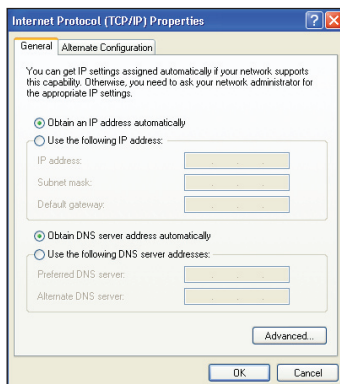 Internet Protocol (TCP/IP) Properties
General
Alternate Configuration
You can get IP settings assigned automatically if your network supports
this capability. Otherwise, you need to ask your network administrator for
the appropriate IP settings.
Obtain an IP address automatically
Use the following IP address:
IP address:
Subnet mask:
Default gateway:
Obtain DNS server address automatically
Use the following DNS server addresses:
Preferred DNS server:
Alternate DNS server:
Advanced...
OK
Cancel